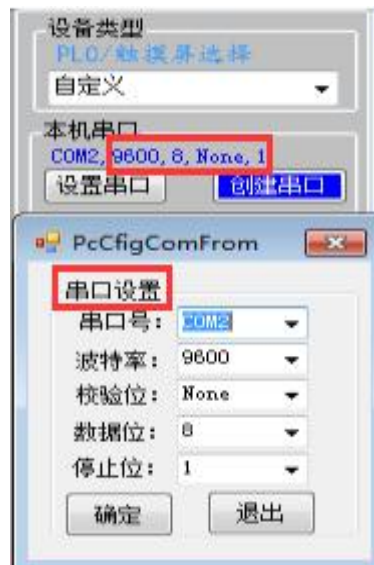 设备类型
PLC/触摸屏选择
自定义
本机串口
COM2, 9600, 8, None, 1
设置串口 创建串口
PcCfigComFrom
串口设置
串口号: COM2
波特率: 9600
校验位: None
数据位: 8
停止位: 1
确定 退出